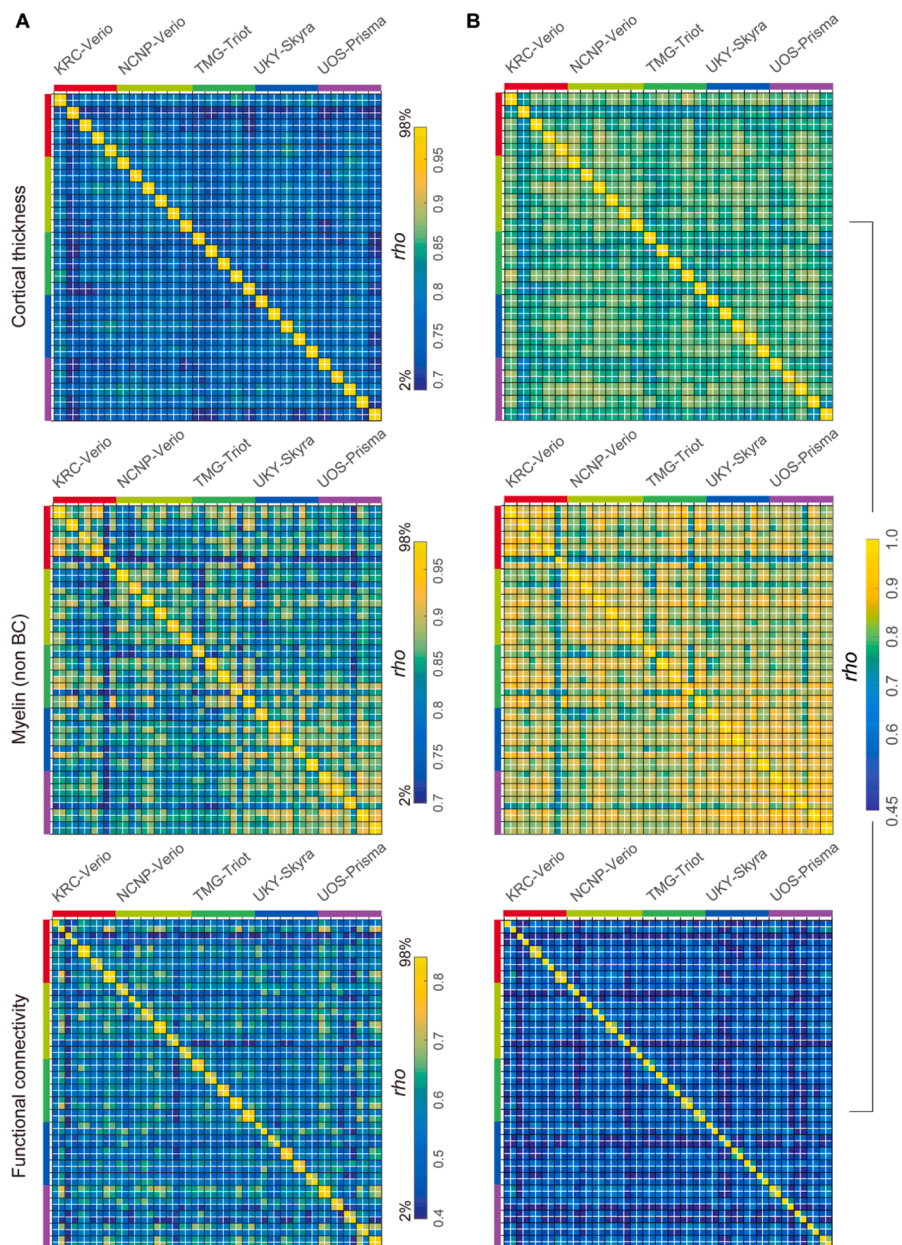 A
B
KRC-Verio
NCNP-Verio
TMG-Triot
UKY-Skyra
UOS-Prisma
KRC-Verio
NCNP-Verio
TMG-Triot
UKY-Skyra
UOS-Prisma
Cortical thickness
98%
2%
rho
0.95
0.9
0.85
0.8
0.75
0.7
KRC-Verio
NCNP-Verio
TMG-Triot
UKY-Skyra
UOS-Prisma
KRC-Verio
NCNP-Verio
TMG-Triot
UKY-Skyra
UOS-Prisma
Myelin (non BC)
98%
2%
rho
0.95
0.9
0.85
0.8
0.75
0.7
rho
1.0
0.9
0.8
0.7
0.6
0.45
KRC-Verio
NCNP-Verio
TMG-Triot
UKY-Skyra
UOS-Prisma
KRC-Verio
NCNP-Verio
TMG-Triot
UKY-Skyra
UOS-Prisma
Functional connectivity
98%
2%
rho
0.8
0.7
0.6
0.5
0.4